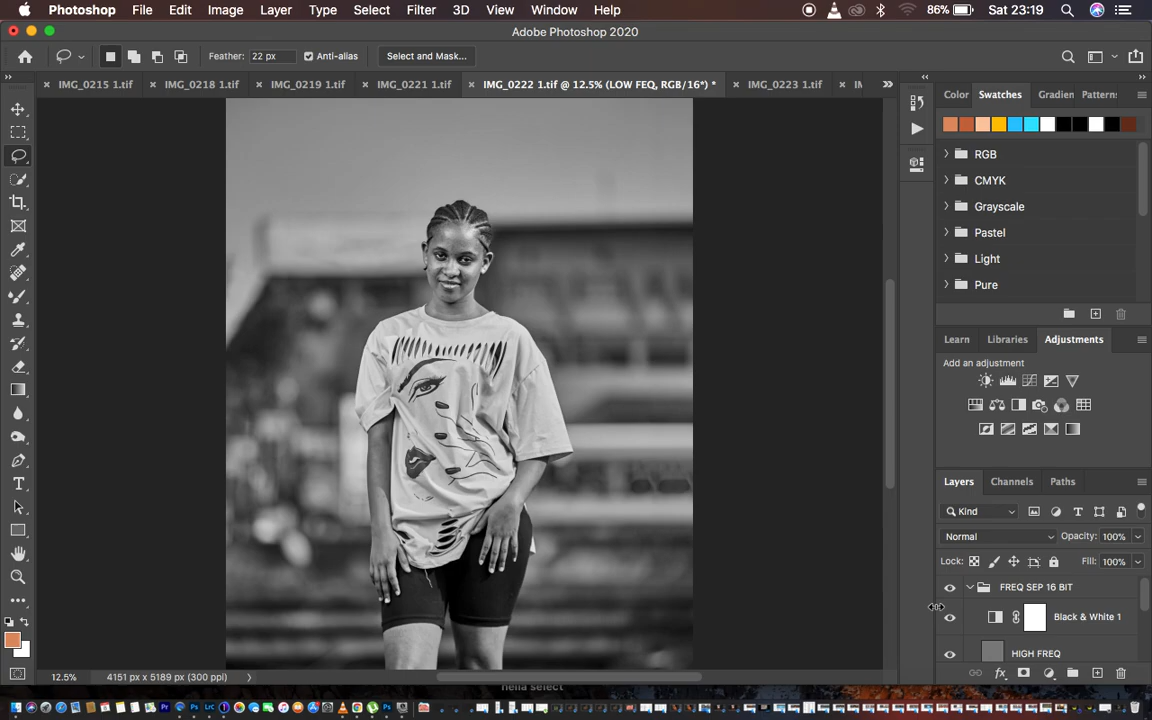 Photoshop File Edit Image Layer Type Select Filter 3D View Window Help 86% Sat 23:19
Adobe Photoshop 2020
Feather: 22 px Anti-alias Select and Mask...
IMG_0215 1.tif IMG_0218 1.tif IMG_0219 1.tif IMG_0221 1.tif IMG_0222 1.tif @ 12.5% (LOW FEQ, RGB/16*) * IMG_0223 1.tif IM
Color Swatches Gradien Pattern
RGB
CMYK
Grayscale
Pastel
Light
Pure
Learn Libraries Adjustments
Add an adjustment
Layers Channels Paths
Kind
Normal Opacity: 100%
Lock: Fill: 100%
FREQ SEP 16 BIT
Black & White 1
HIGH FREQ
12.5% 4151 px x 5189 px (300 ppi)